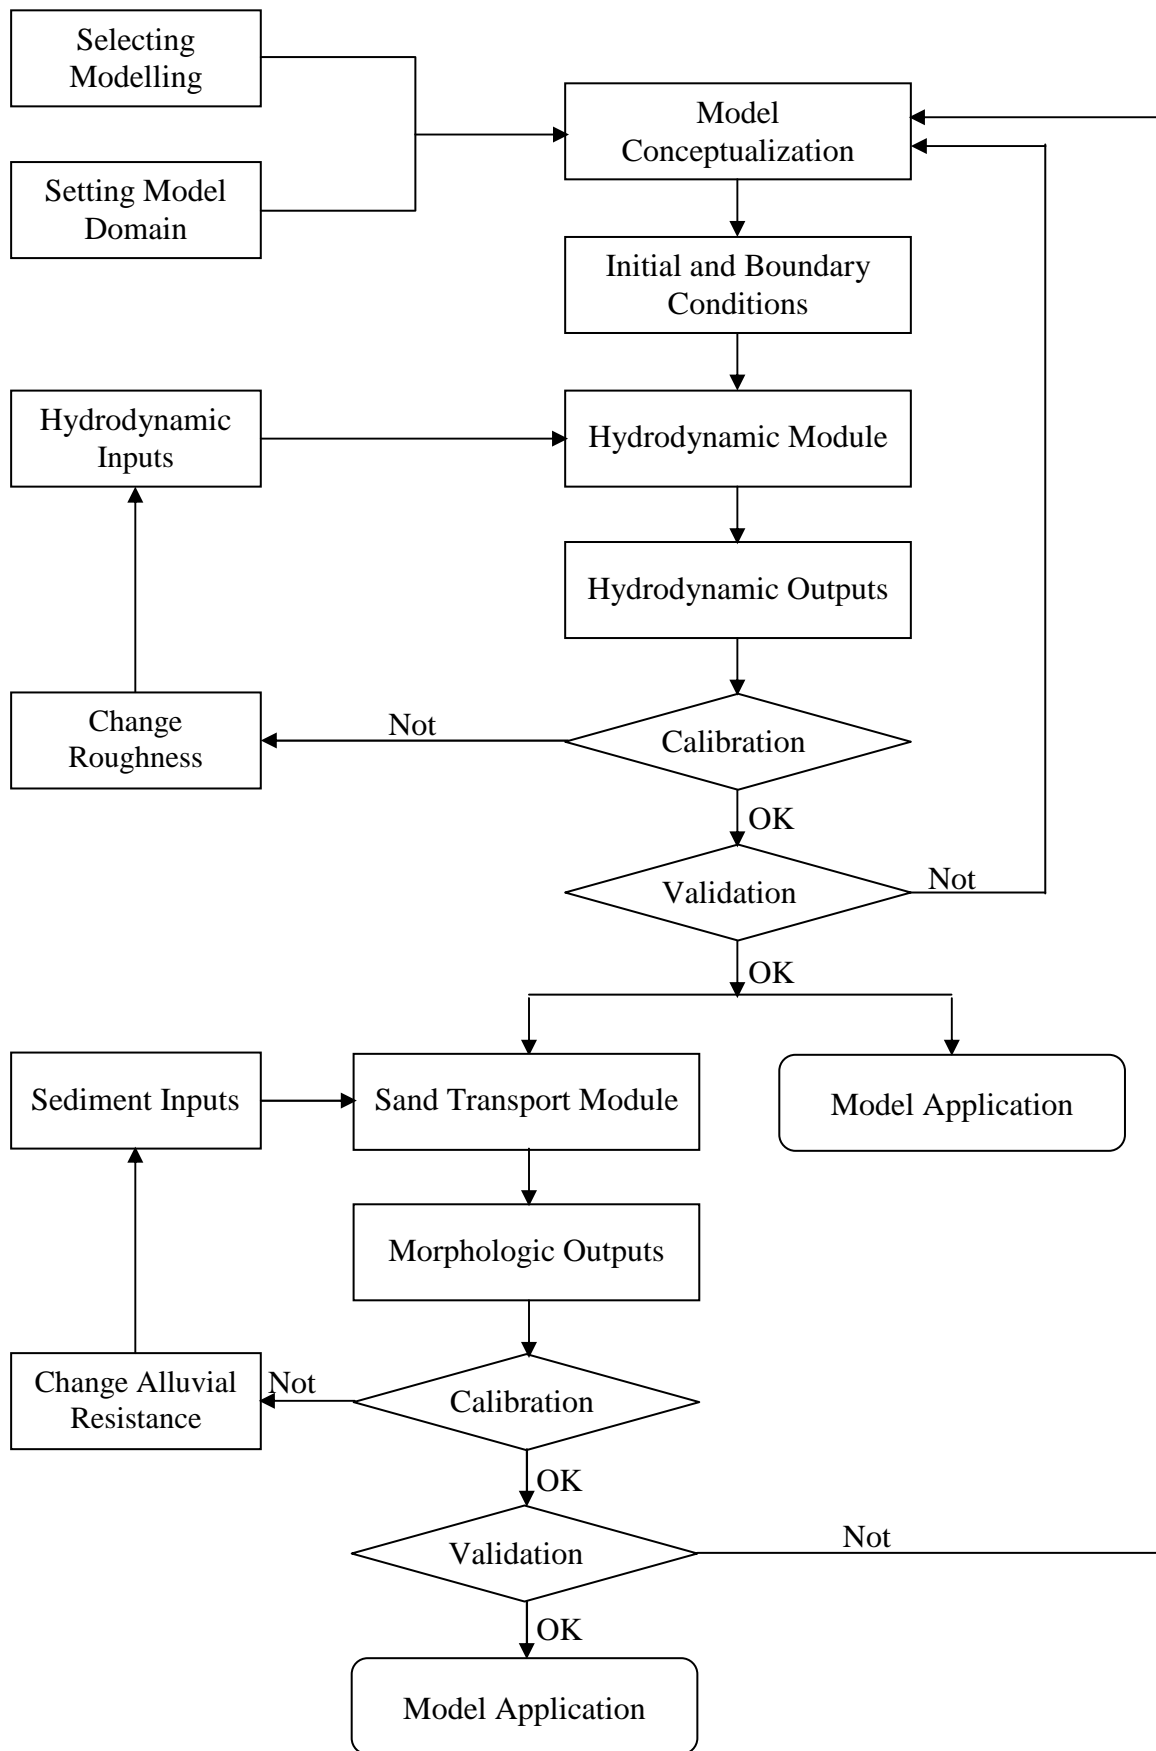 Selecting
Modelling
Model
Conceptualization
Setting Model
Domain
Initial and Boundary
Conditions
Hydrodynamic
Inputs
Hydrodynamic Module
Hydrodynamic Outputs
Change
Roughness
Not
Calibration
OK
Validation
Not
OK
Sediment Inputs
Sand Transport Module
Model Application
Morphologic Outputs
Change Alluvial
Resistance
Not
Calibration
OK
Validation
Not
OK
Model Application